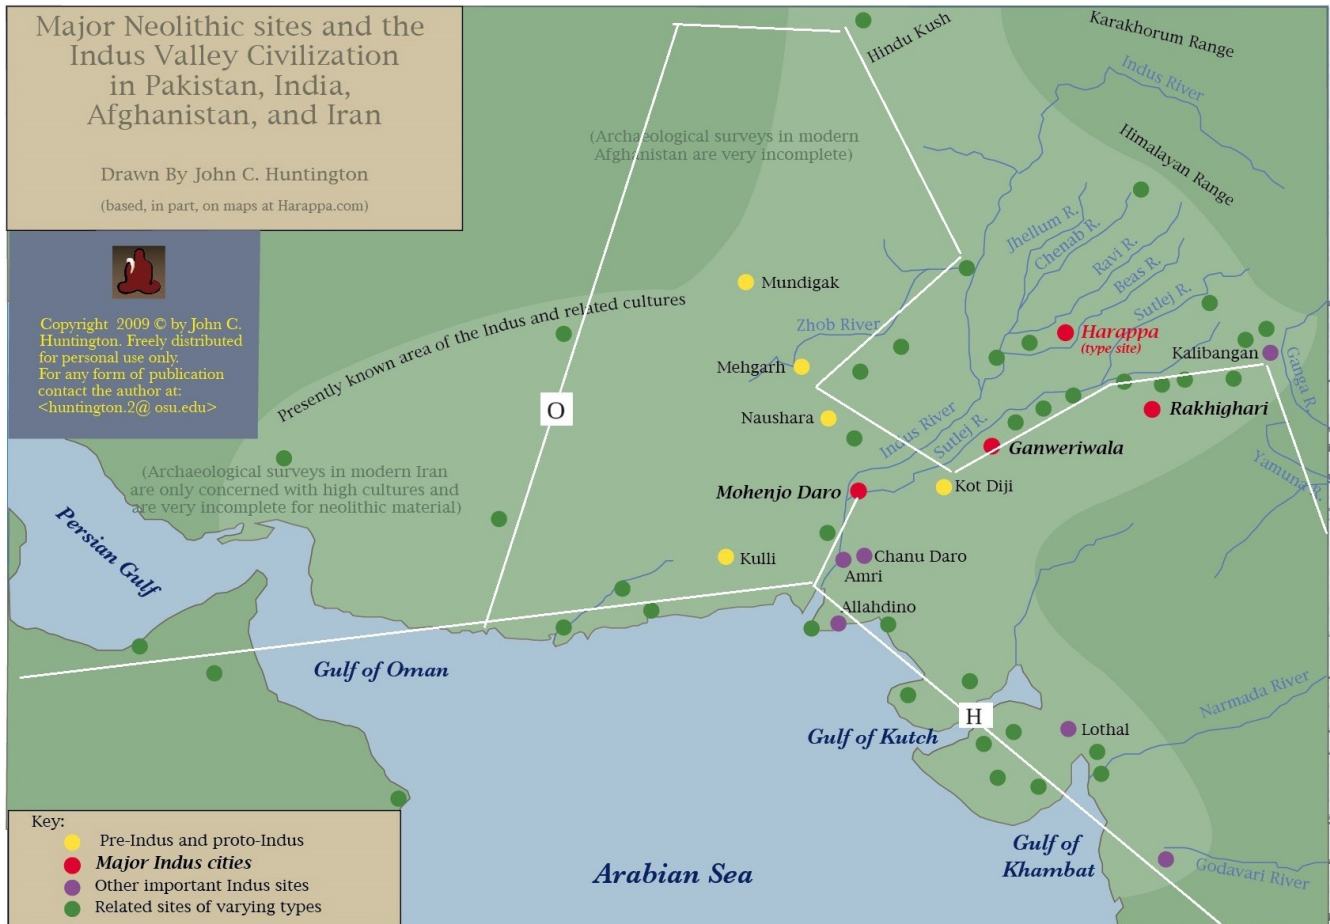 Major Neolithic sites and the
Indus Valley Civilization
in Pakistan, India,
Afghanistan, and Iran
Drawn By John C. Huntington
(based, in part, on maps at Harappa.com)
Copyright 2009 © by John C.
Huntington. Freely distributed
for personal use only.
For any form of publication
contact the author at:
<huntington.2@ osu.edu>
Hindu Kush
Karakhorum Range
Indus River
Himalayan Range
(Archaeological surveys in modern
Afghanistan are very incomplete)
Jhellum R.
Chenab R.
Ravi R.
Beas R.
Sutlej R.
Mundigak
Presently known area of the Indus and related cultures
Zhob River
Harappa
(type site)
Kalibangan
Ganga R.
Mehgarh
O
Naushara
Indus River
Sutlej R.
Rakhighari
Ganweriwala
Yamuna R.
(Archaeological surveys in modern Iran
are only concerned with high cultures and
are very incomplete for neolithic material)
Mohenjo Daro
Kot Diji
Persian Gulf
Kulli
Chanu Daro
Amri
Allahdino
Gulf of Oman
Narmada River
H
Gulf of Kutch
Lothal
Key:
Pre-Indus and proto-Indus
Major Indus cities
Other important Indus sites
Related sites of varying types
Arabian Sea
Gulf of
Khambat
Godavari River